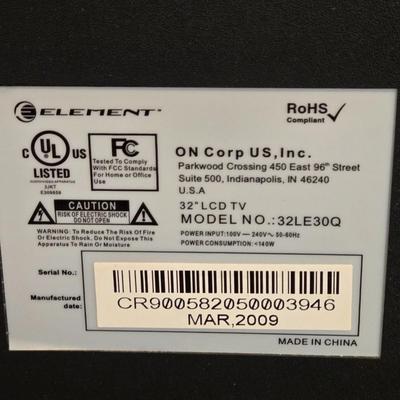 ELEMENT
RoHS
Compliant
C UL US
LISTED
3JKT
E309858
FC
Tested To Comply
With FCC Standards
For Home or Office
Use
ON Corp US,Inc.
Parkwood Crossing 450 East 96th Street
Suite 500, Indianapolis, IN 46240
U.S.A
32" LCD TV
MODEL NO.:32LE30Q
POWER INPUT:100V — 240V~ 50-60Hz
POWER CONSUMPTION:<140W
CAUTION
RISK OF ELECTRIC SHOCK
DO NOT OPEN
WARNING: To Reduce The Risk Of Fire
Or Electric Shock, Do Not Expose This
Apparatus To Rain Or Moisture
Serial No.:
Manufactured
date:
CR900582050003946
MAR,2009
MADE IN CHINA